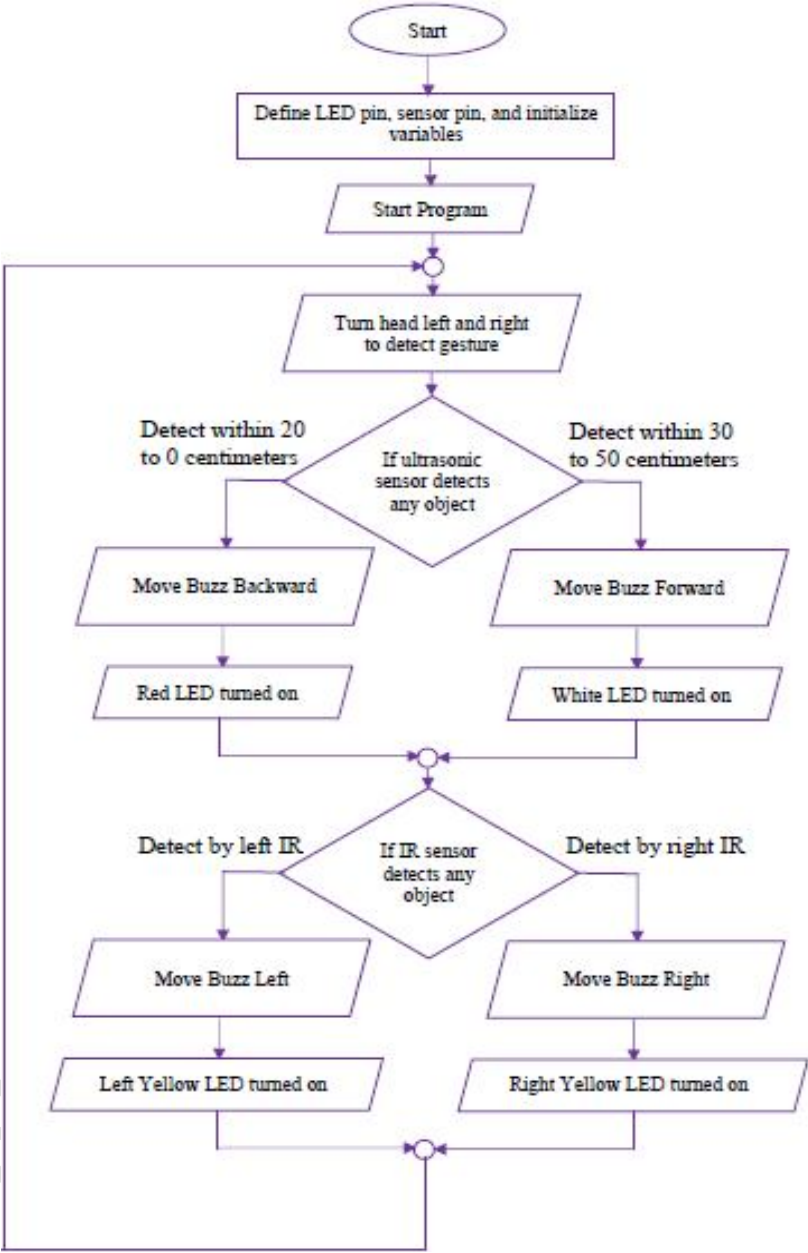 Start
Define LED pin, sensor pin, and initialize
variables
Start Program
Turn head left and right
to detect gesture
Detect within 20
to 0 centimeters
If ultrasonic
sensor detects
any object
Detect within 30
to 50 centimeters
Move Buzz Backward
Move Buzz Forward
Red LED turned on
White LED turned on
Detect by left IR
If IR sensor
detects any
object
Detect by right IR
Move Buzz Left
Move Buzz Right
Left Yellow LED turned on
Right Yellow LED turned on